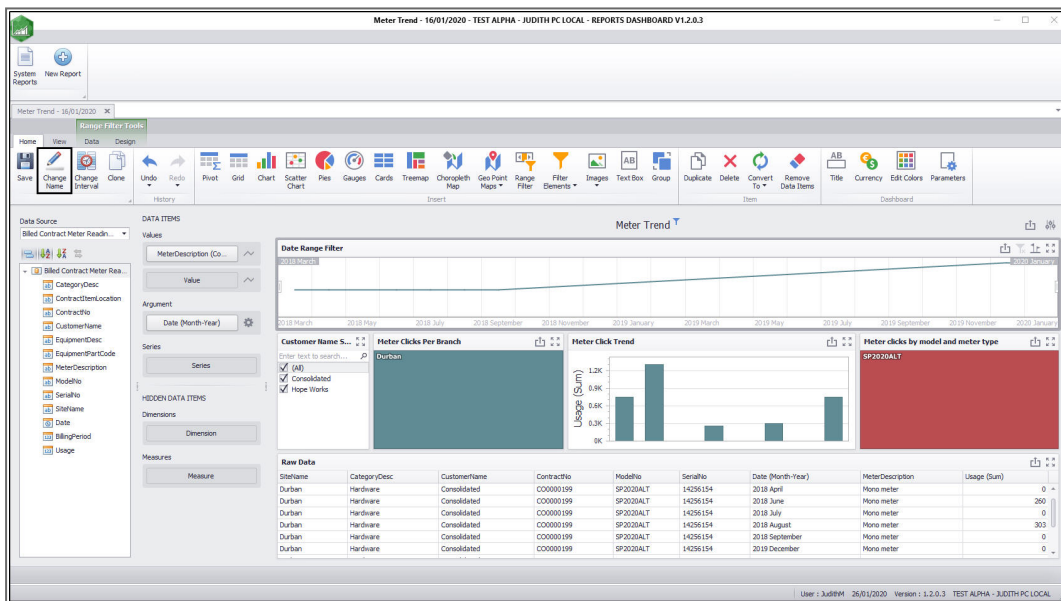 Meter Trend - 16/01/2020 - TEST ALPHA - JUDITH PC LOCAL - REPORTS DASHBOARD V1.2.0.3
System Reports
New Report
Meter Trend - 16/01/2020
Range Filter Tools
Home View Data Design
Save Change Name Change Interval Clone Undo Redo Pivot Grid Chart Scatter Chart Pies Gauges Cards Treemap Choropleth Map Geo Point Maps Range Filter Filter Elements Images Text Box Group Duplicate Delete Convert To Remove Data Items Title Currency Edit Colors Parameters
History Insert Item Dashboard
Data Source
Billed Contract Meter Readin...
Billed Contract Meter Rea...
CategoryDesc
ContractItemLocation
ContractNo
CustomerName
EquipmentDesc
EquipmentPartCode
MeterDescription
ModelNo
SerialNo
SiteName
Date
BillingPeriod
Usage
DATA ITEMS
Values
MeterDescription (Co...
Value
Argument
Date (Month-Year)
Series
Series
HIDDEN DATA ITEMS
Dimensions
Dimension
Measures
Measure
Meter Trend
Date Range Filter
2018 March 2020 January
2018 March 2018 May 2018 July 2018 September 2018 November 2019 January 2019 March 2019 May 2019 July 2019 September 2019 November 2020 January
Customer Name S...
Enter text to search...
(All)
Consolidated
Hope Works
Meter Clicks Per Branch
Durban
Meter Click Trend
Usage (Sum)
1.2K
0.9K
0.6K
0.3K
0K
Meter clicks by model and meter type
SP2020ALT
Raw Data
SiteName CategoryDesc CustomerName ContractNo ModelNo SerialNo Date (Month-Year) MeterDescription Usage (Sum)
Durban Hardware Consolidated CO0000199 SP2020ALT 14256154 2018 April Mono meter 0
Durban Hardware Consolidated CO0000199 SP2020ALT 14256154 2018 June Mono meter 260
Durban Hardware Consolidated CO0000199 SP2020ALT 14256154 2018 July Mono meter 0
Durban Hardware Consolidated CO0000199 SP2020ALT 14256154 2018 August Mono meter 303
Durban Hardware Consolidated CO0000199 SP2020ALT 14256154 2018 September Mono meter 0
Durban Hardware Consolidated CO0000199 SP2020ALT 14256154 2019 December Mono meter 0
User : JudithM 26/01/2020 Version : 1.2.0.3 TEST ALPHA - JUDITH PC LOCAL